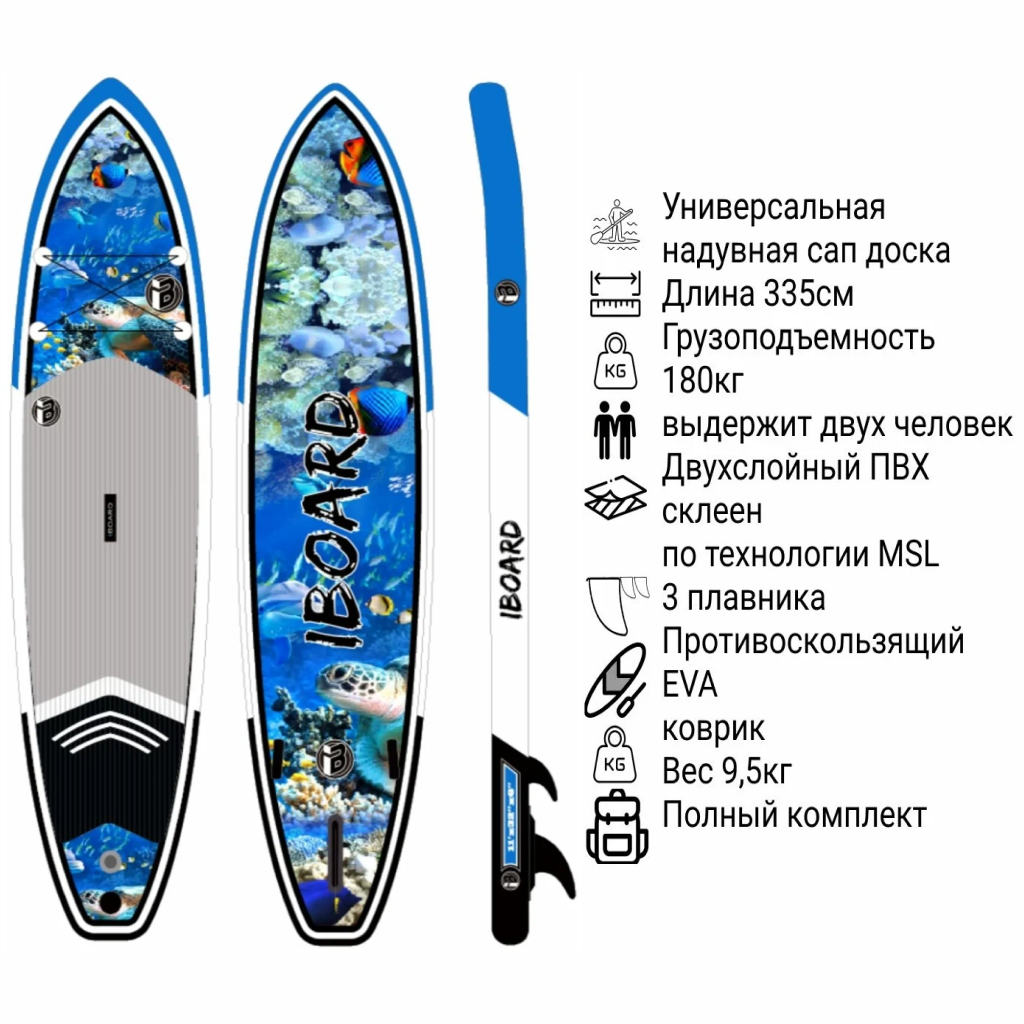 Универсальная
надувная сап доска
Длина 335см
Грузоподъемность
180кг
выдержит двух человек
Двухслойный ПВХ
склеен
по технологии MSL
3 плавника
Противоскользящий
EVA
коврик
Вес 9,5кг
Полный комплект
KG
KG
IBOARD
IBOARD
IBOARD